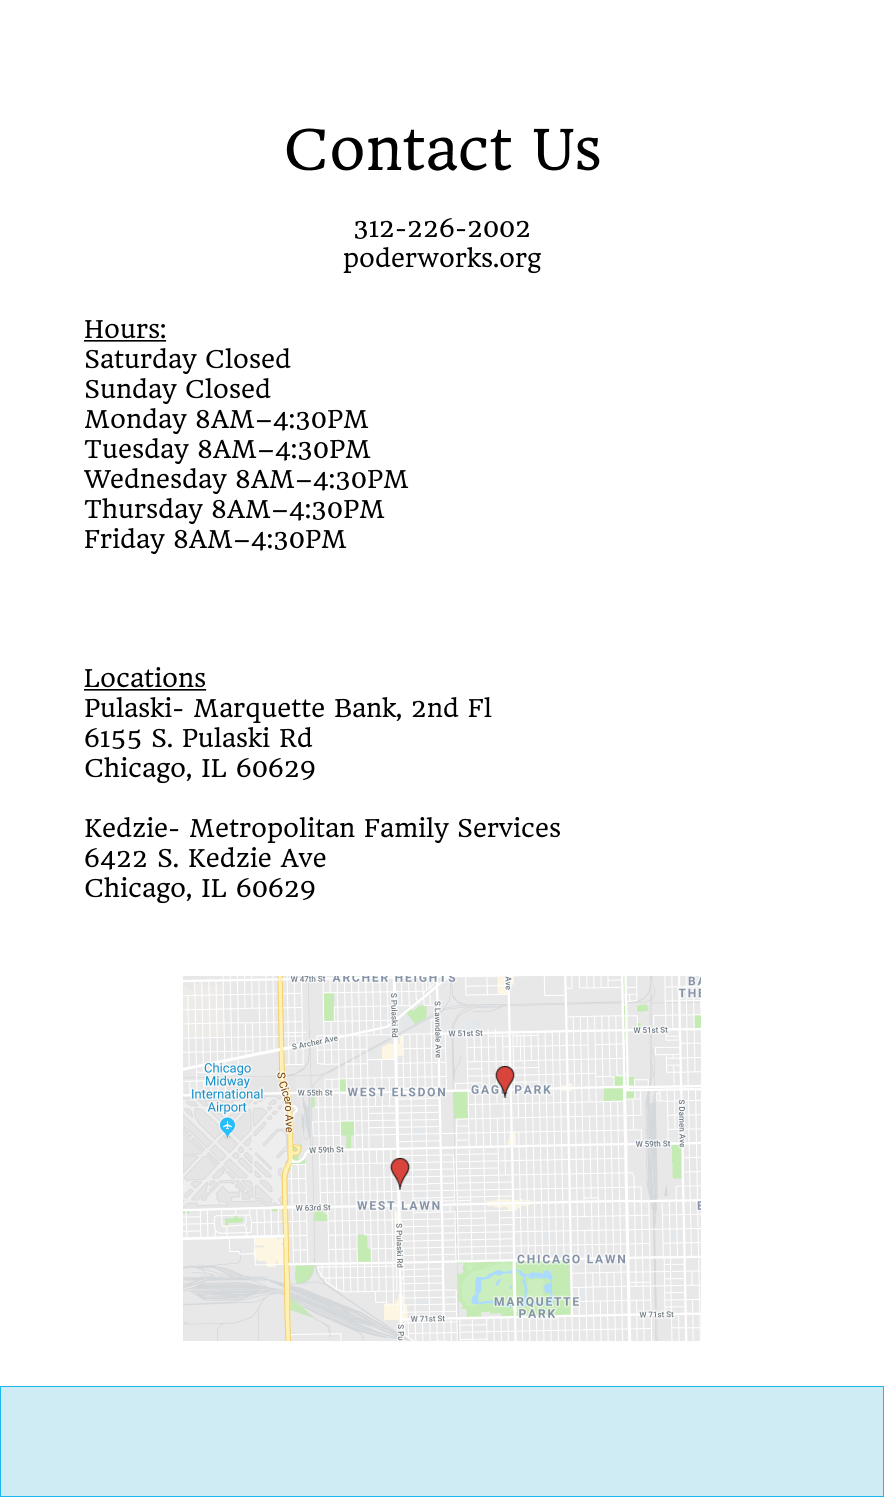 Contact Us
312-226-2002
poderworks.org
Hours:
Saturday Closed
Sunday Closed
Monday 8AM–4:30PM
Tuesday 8AM–4:30PM
Wednesday 8AM–4:30PM
Thursday 8AM–4:30PM
Friday 8AM–4:30PM
Locations
Pulaski- Marquette Bank, 2nd Fl
6155 S. Pulaski Rd
Chicago, IL 60629
Kedzie- Metropolitan Family Services
6422 S. Kedzie Ave
Chicago, IL 60629
W 47th St
ARCHER HEIGHTS
Ave
S Pulaski Rd
S Lawndale Ave
W 51st St
W 51st St
S Archer Ave
Chicago
Midway
International
Airport
S Cicero Ave
W 55th St
WEST ELSDON
GAGE PARK
S Damen Ave
W 59th St
W 59th St
W 63rd St
WEST LAWN
S Pulaski Rd
CHICAGO LAWN
MARQUETTE
PARK
W 71st St
W 71st St